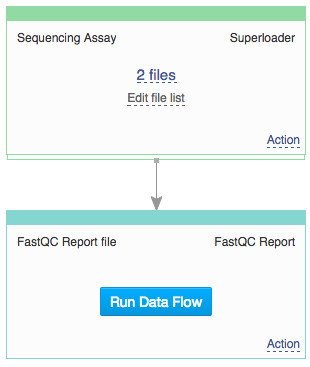 Sequencing Assay Superloader
2 files
Edit file list
Action
FastQC Report file FastQC Report
Run Data Flow
Action